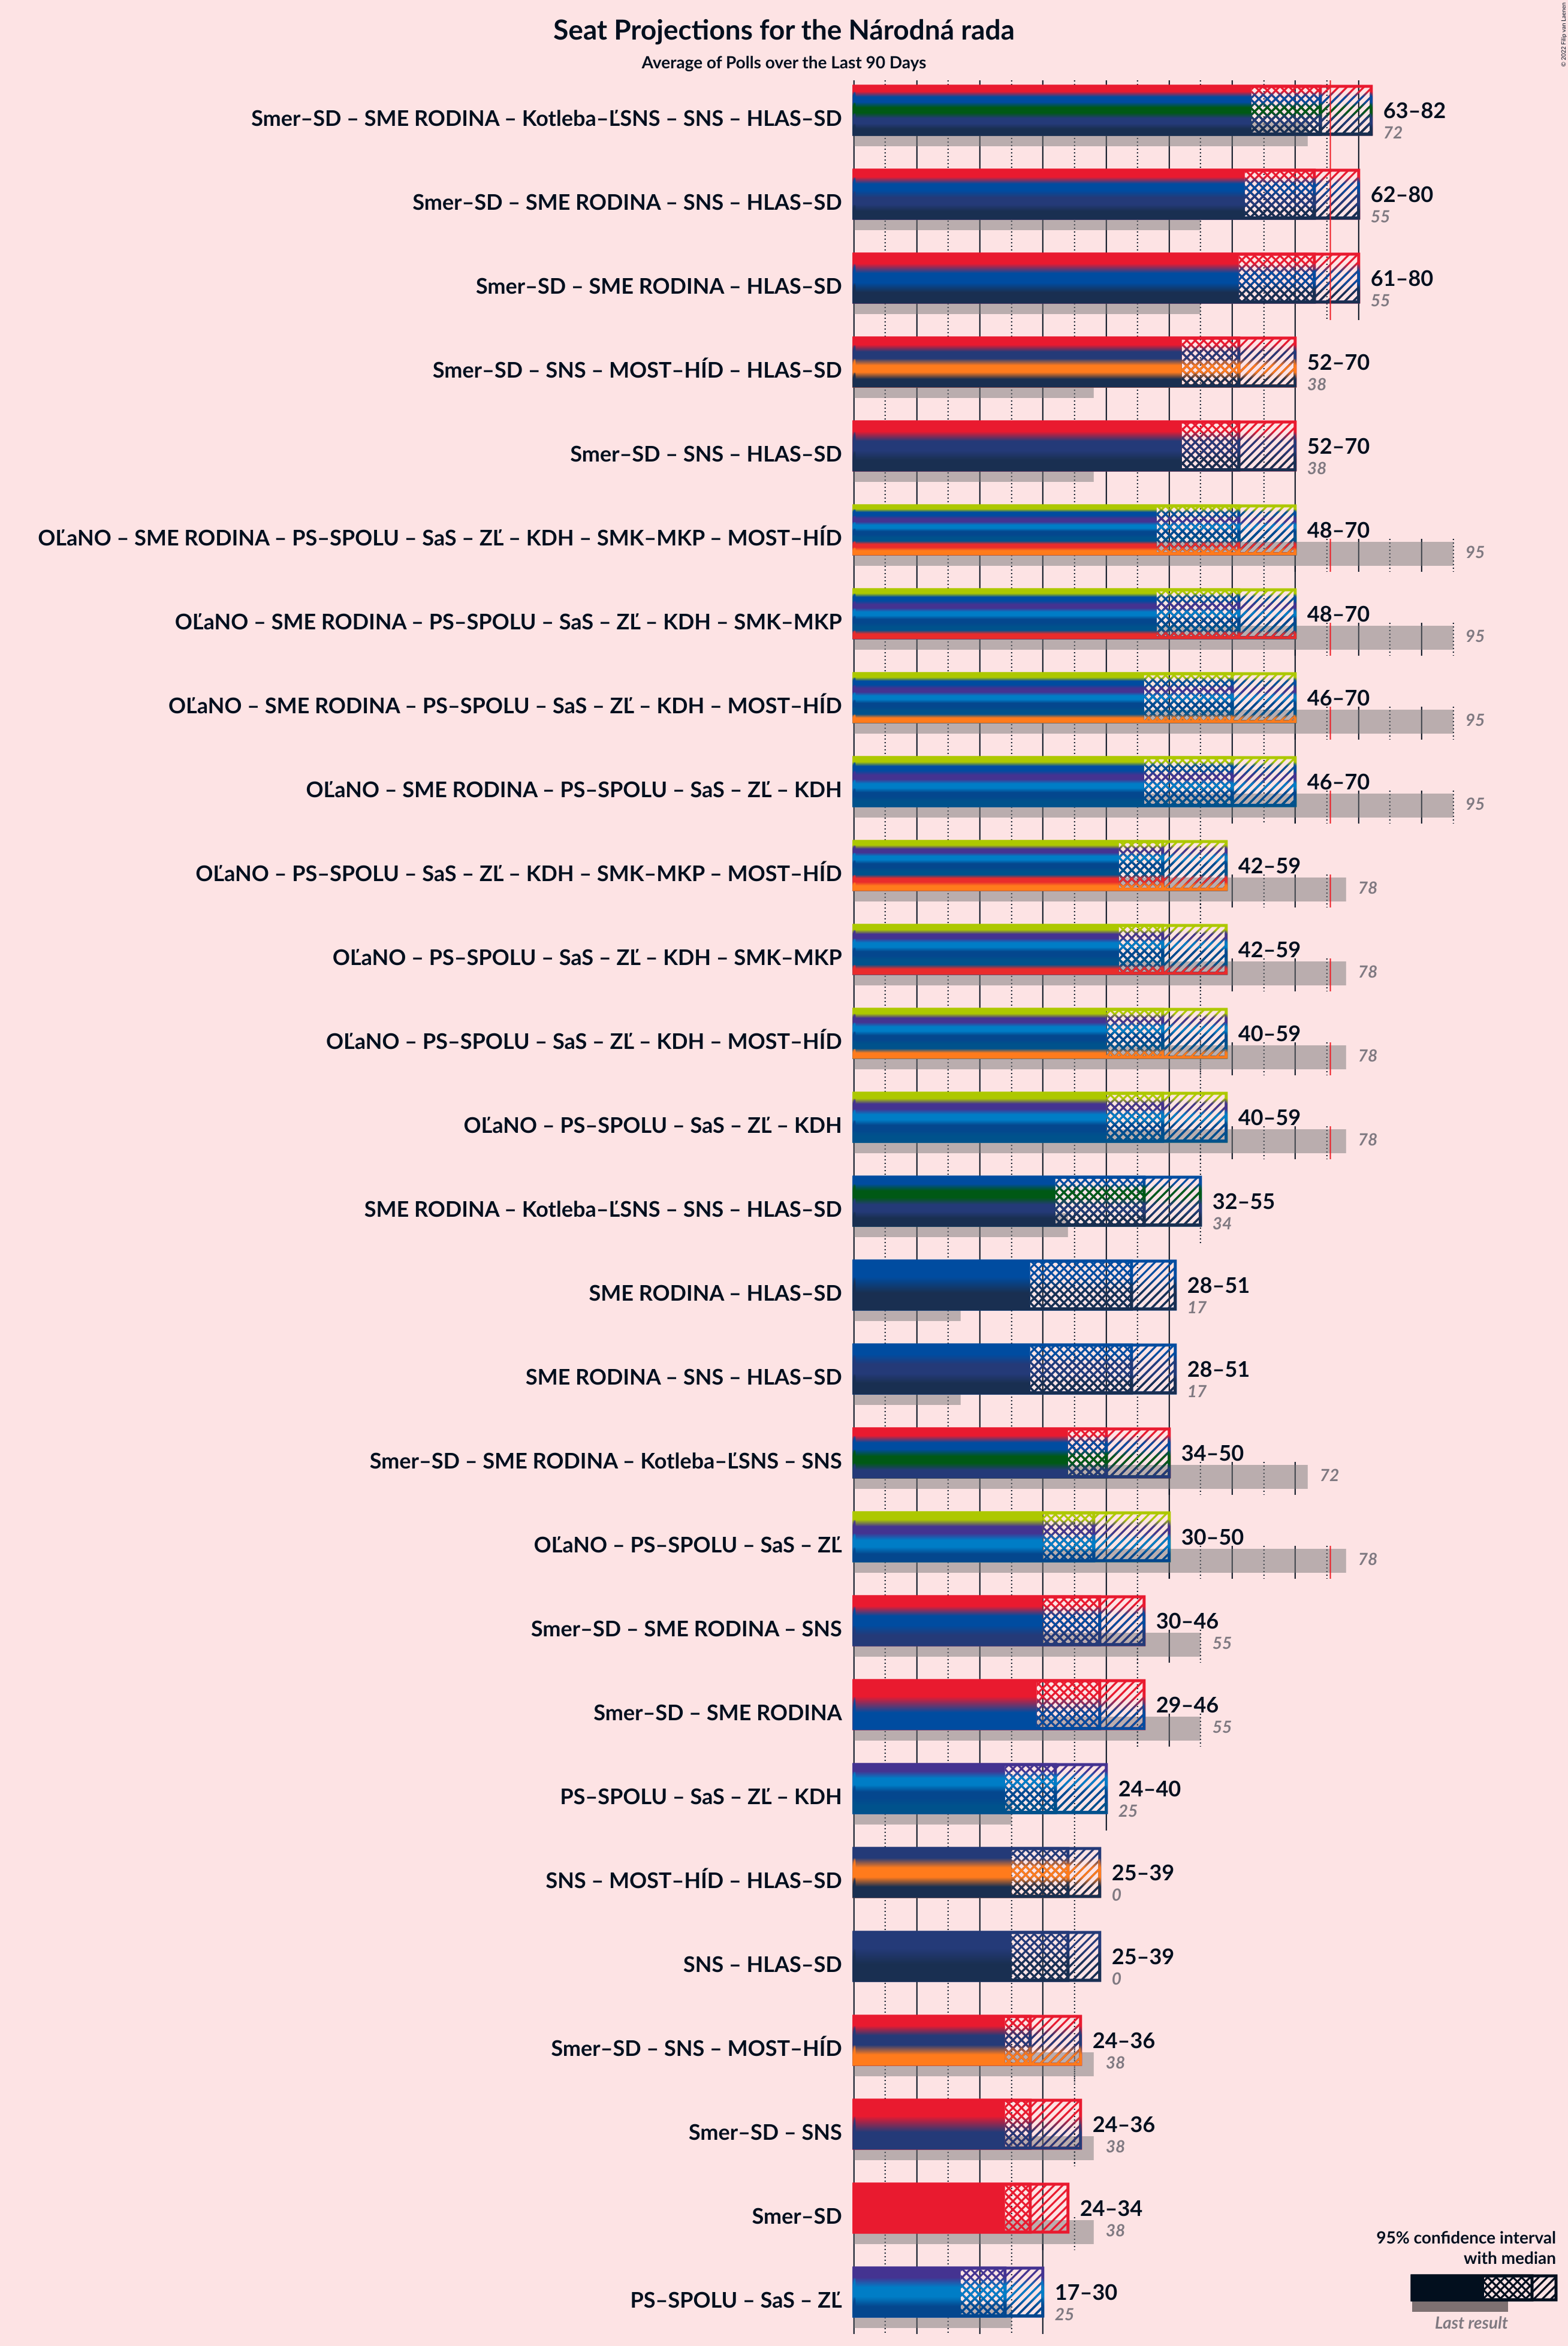 Seat Projections for the Národná rada
Average of Polls over the Last 90 Days
© 2022 Filip van Laenen
Smer–SD – SME RODINA – Kotleba–ĽSNS – SNS – HLAS–SD
63–82
72
Smer–SD – SME RODINA – SNS – HLAS–SD
62–80
55
Smer–SD – SME RODINA – HLAS–SD
61–80
55
Smer–SD – SNS – MOST–HÍD – HLAS–SD
52–70
38
Smer–SD – SNS – HLAS–SD
52–70
38
OĽaNO – SME RODINA – PS–SPOLU – SaS – ZĽ – KDH – SMK–MKP – MOST–HÍD
48–70
95
OĽaNO – SME RODINA – PS–SPOLU – SaS – ZĽ – KDH – SMK–MKP
48–70
95
OĽaNO – SME RODINA – PS–SPOLU – SaS – ZĽ – KDH – MOST–HÍD
46–70
95
OĽaNO – SME RODINA – PS–SPOLU – SaS – ZĽ – KDH
46–70
95
OĽaNO – PS–SPOLU – SaS – ZĽ – KDH – SMK–MKP – MOST–HÍD
42–59
78
OĽaNO – PS–SPOLU – SaS – ZĽ – KDH – SMK–MKP
42–59
78
OĽaNO – PS–SPOLU – SaS – ZĽ – KDH – MOST–HÍD
40–59
78
OĽaNO – PS–SPOLU – SaS – ZĽ – KDH
40–59
78
SME RODINA – Kotleba–ĽSNS – SNS – HLAS–SD
32–55
34
SME RODINA – HLAS–SD
28–51
17
SME RODINA – SNS – HLAS–SD
28–51
17
Smer–SD – SME RODINA – Kotleba–ĽSNS – SNS
34–50
72
OĽaNO – PS–SPOLU – SaS – ZĽ
30–50
78
Smer–SD – SME RODINA – SNS
30–46
55
Smer–SD – SME RODINA
29–46
55
PS–SPOLU – SaS – ZĽ – KDH
24–40
25
SNS – MOST–HÍD – HLAS–SD
25–39
0
SNS – HLAS–SD
25–39
0
Smer–SD – SNS – MOST–HÍD
24–36
38
Smer–SD – SNS
24–36
38
Smer–SD
24–34
38
PS–SPOLU – SaS – ZĽ
17–30
25
95% confidence interval
with median
Last result